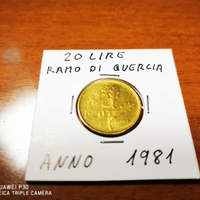 20 LIRE
RAMO DI QUERCIA
ANNO 1981
HUAWEI P30
LEICA TRIPLE CAMERA